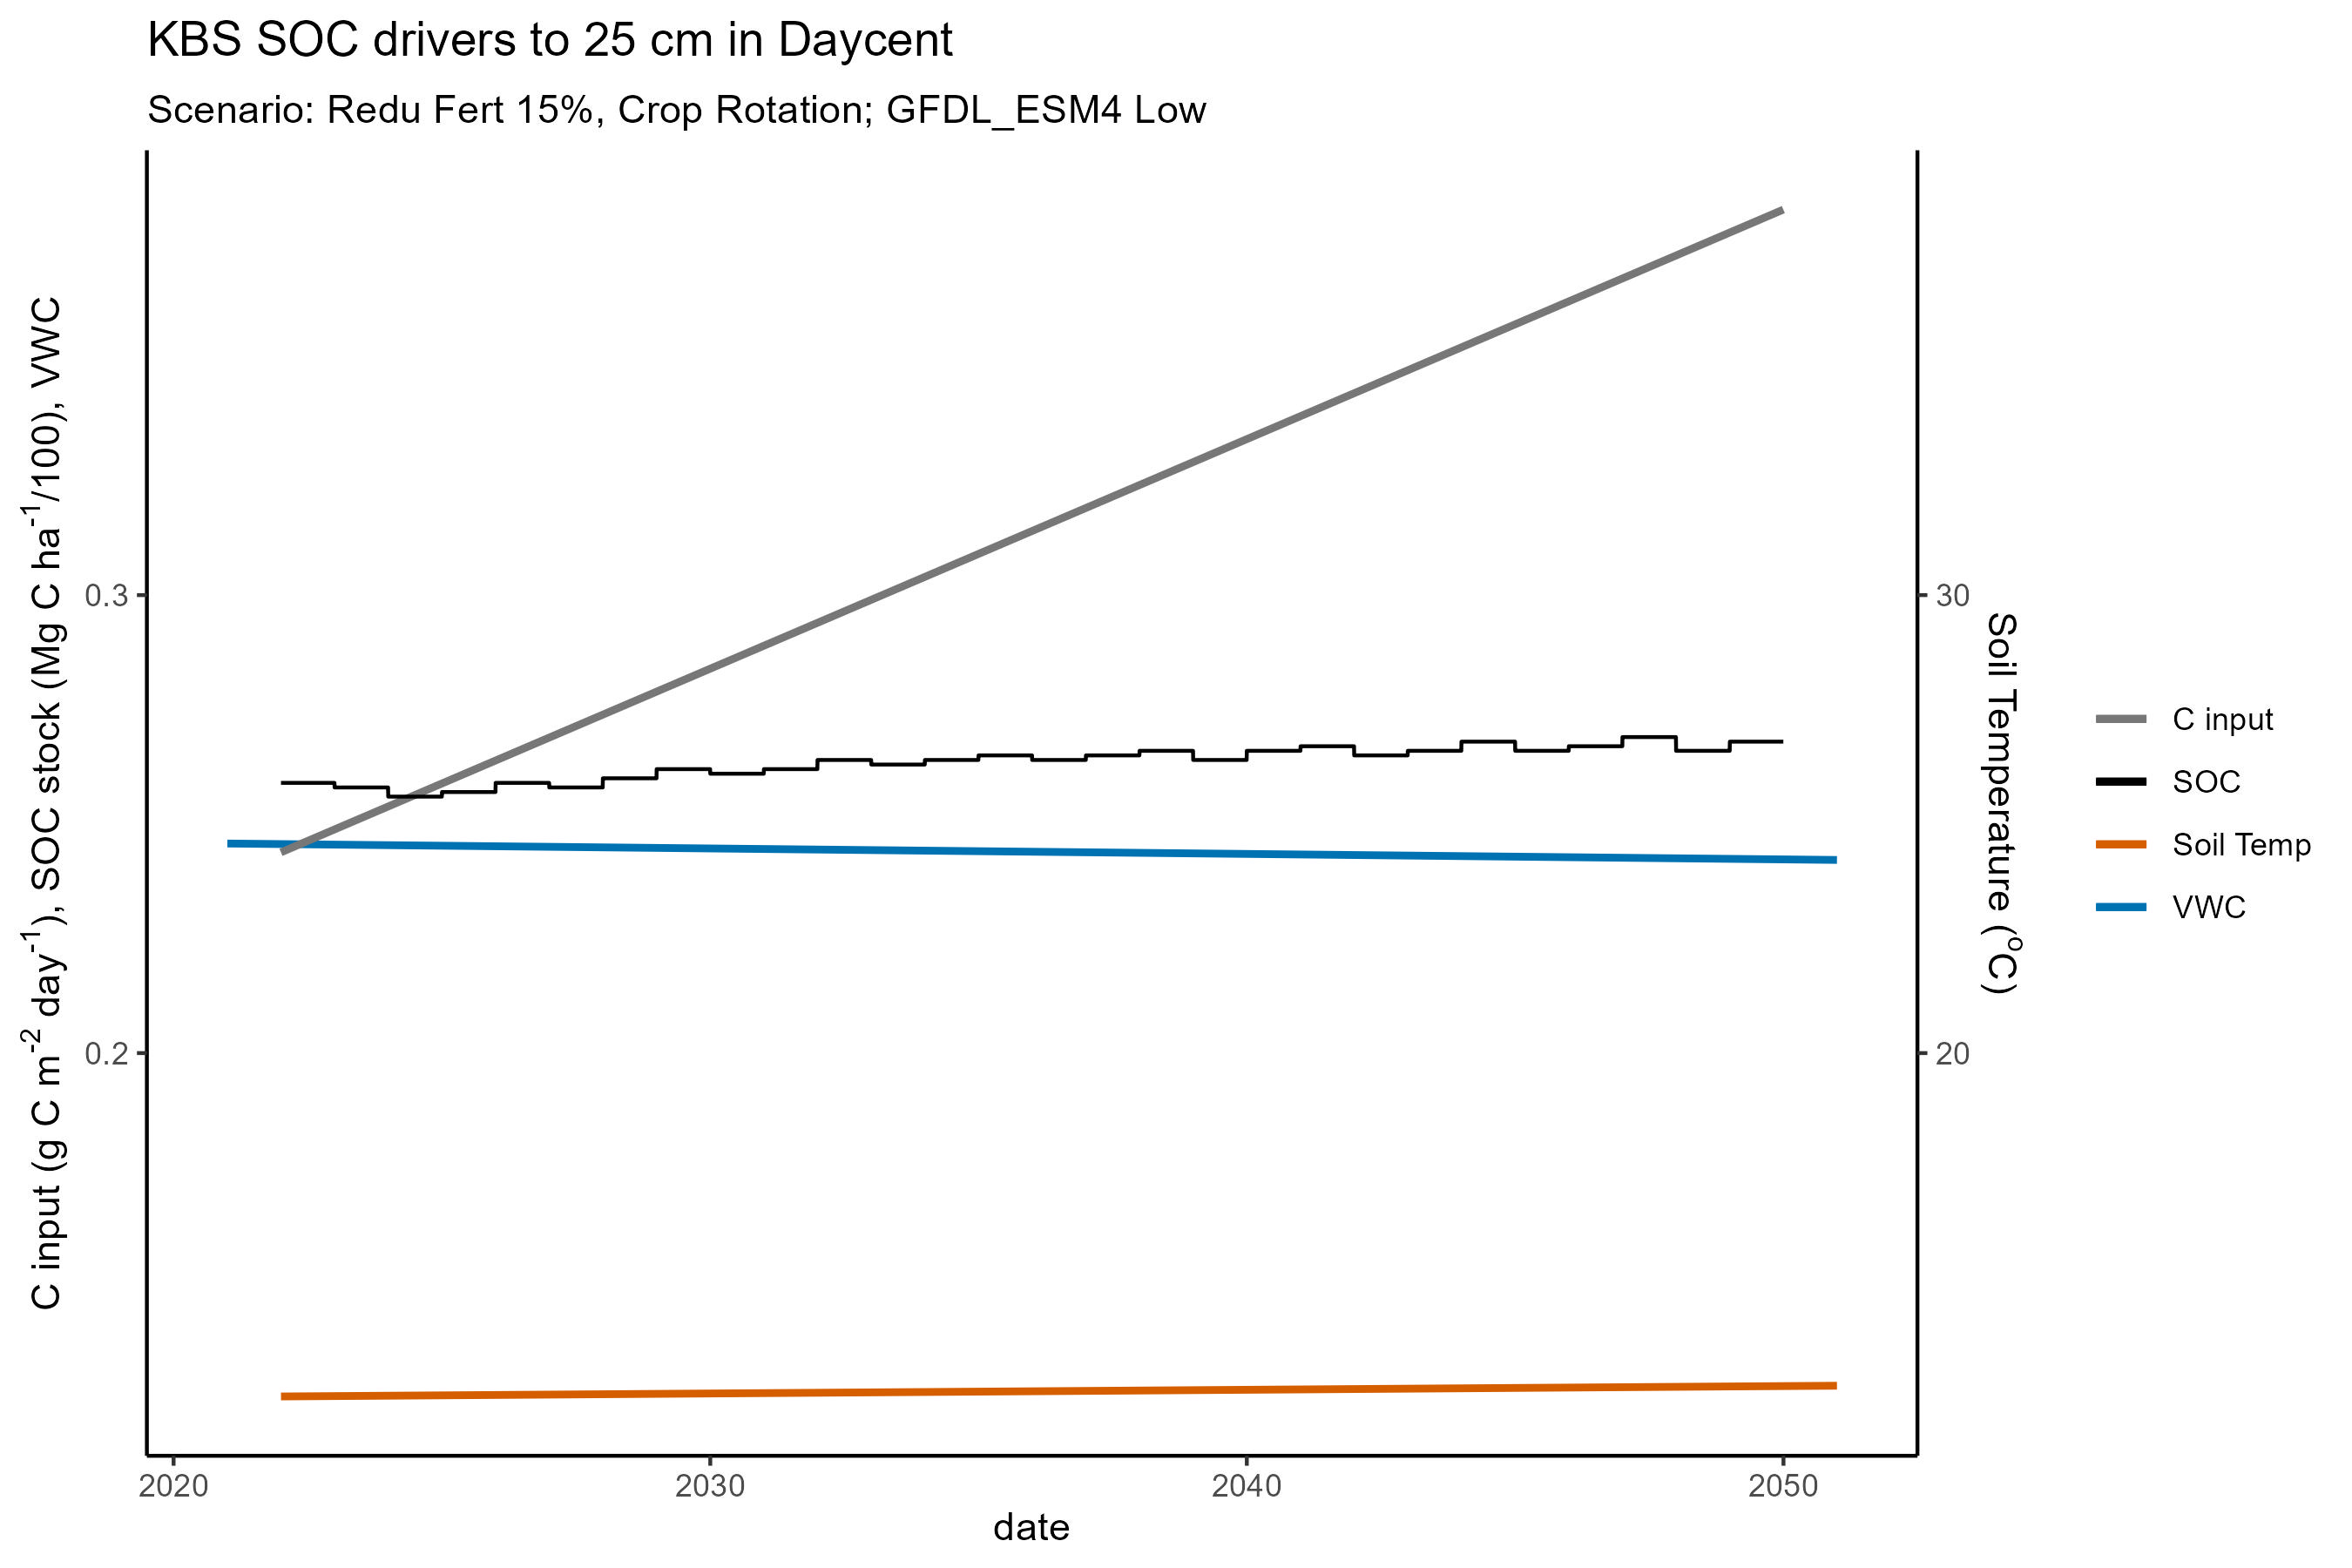 KBS SOC drivers to 25 cm in Daycent
Scenario: Redu Fert 15%, Crop Rotation; GFDL_ESM4 Low
C input (g C m⁻² day⁻¹), SOC stock (Mg C ha⁻¹/100), VWC
0.3
0.2
30
20
Soil Temperature (⁰C)
C input
SOC
Soil Temp
VWC
2020 2030 2040 2050
date